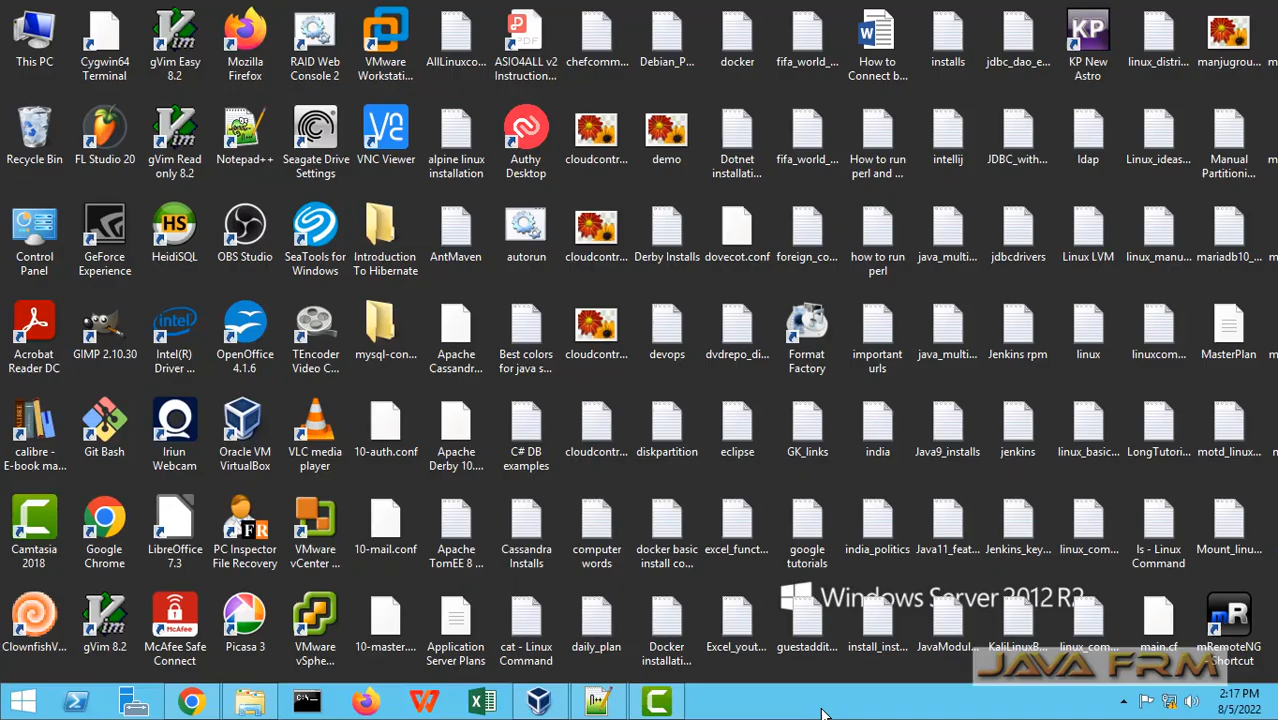 This PC
Cygwin64
Terminal
gVim Easy
8.2
Mozilla
Firefox
RAID Web
Console 2
VMware
Workstati...
AllLinuxco...
PDF
ASIO4ALL v2
Instruction...
chefcomm...
Debian_P...
docker
fifa_world_...
W
How to
Connect b...
installs
jdbc_dao_e...
KP
KP New
Astro
linux_distri...
manjugrou...
Recycle Bin
FL Studio 20
gVim Read
only 8.2
Notepad++
Seagate Drive
Settings
VNC Viewer
alpine linux
installation
Authy
Desktop
cloudcontr...
demo
Dotnet
installati...
fifa_world_...
How to run
perl and ...
intellij
JDBC_with...
ldap
Linux_ideas...
Manual
Partitioni...
Control
Panel
GeForce
Experience
HS
HeidiSQL
OBS Studio
SeaTools for
Windows
Introduction
To Hibernate
AntMaven
autorun
cloudcontr...
Derby Installs
dovecot.conf
foreign_co...
how to run
perl
java_multi...
jdbcdrivers
Linux LVM
linux_manu...
mariadb10_...
Acrobat
Reader DC
GIMP 2.10.30
intel
Intel(R)
Driver ...
OpenOffice
4.1.6
TEncoder
Video C...
mysql-con...
Apache
Cassandr...
Best colors
for java s...
cloudcontr...
devops
dvdrepo_di...
Format
Factory
important
urls
java_multi...
Jenkins rpm
linux
linuxcom...
MasterPlan
calibre -
E-book ma...
Git Bash
Iriun
Webcam
Oracle VM
VirtualBox
VLC media
player
10-auth.conf
Apache
Derby 10....
C# DB
examples
cloudcontr...
diskpartition
eclipse
GK_links
india
Java9_installs
jenkins
linux_basic...
LongTutori...
motd_linux...
Camtasia
2018
Google
Chrome
LibreOffice
7.3
FR
PC Inspector
File Recovery
VMware
vCenter ...
10-mail.conf
Apache
TomEE 8 ...
Cassandra
Installs
computer
words
docker basic
install co...
excel_funct...
google
tutorials
india_politics
Java11_feat...
Jenkins_key...
linux_com...
ls - Linux
Command
Mount_linu...
Windows Server 2012 R2
ClownfishV...
gVim 8.2
McAfee Safe
Connect
Picasa 3
VMware
vSphe...
10-master....
Application
Server Plans
cat - Linux
Command
daily_plan
Docker
installati...
Excel_yout...
guestaddit...
install_inst...
JavaModul...
KaliLinuxB...
linux_com...
main.cf
mR
mRemoteNG
- Shortcut
JAVA FRM
2:17 PM
8/5/2022